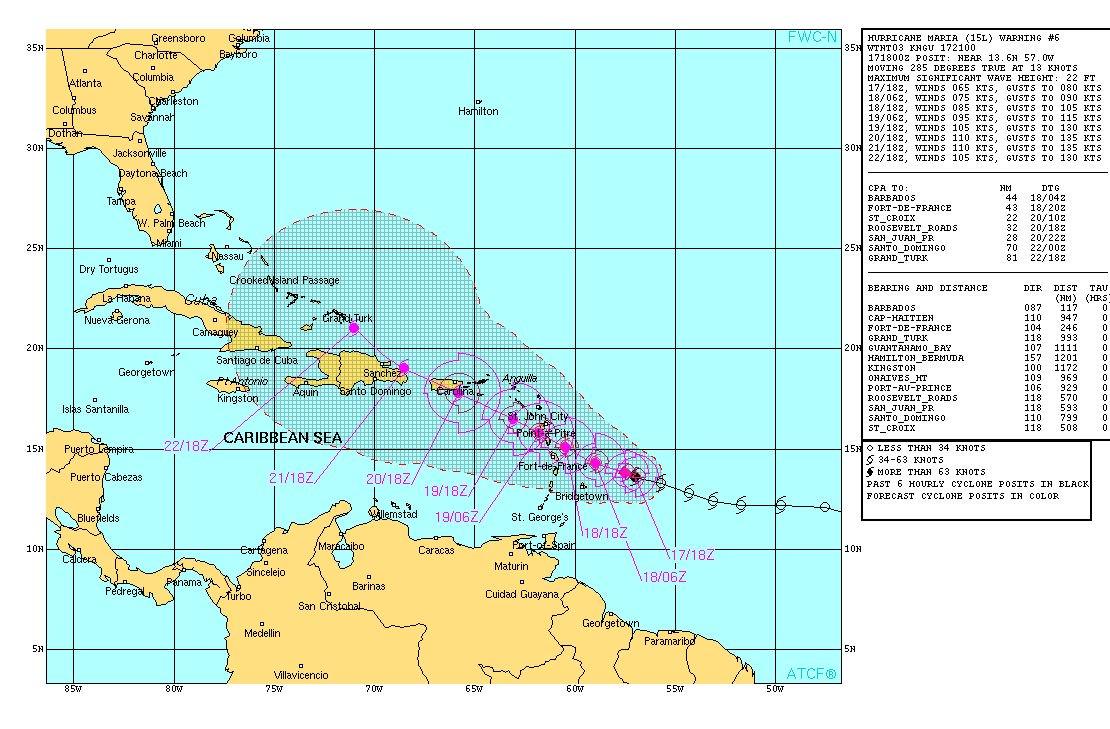 FWC-N
Greensboro
Columbia
Charlotte
Bayboro
Columbia
Atlanta
Charleston
Columbus
Savannah
Hamilton
Dothan
Jacksonville
Daytona Beach
Tampa
W. Palm Beach
Miami
Nassau
Dry Tortugus
Crooked Island Passage
La Habana
Cuba
Nueva Gerona
Grand Turk
Camaguey
Santiago de Cuba
Georgetown
Sanchez
Anguilla
Pt Antonio
Aquin
Santo Domingo
Carolina
Kingston
Islas Santanilla
St. John City
Point-a-Pitre
CARIBBEAN SEA
22/18Z
Puerto Lempira
Fort-de-France
Puerto Cabezas
21/18Z
20/18Z
19/18Z
Bridgetown
Bluefields
Willemstad
19/06Z
St. George's
18/18Z
Cartagena
Maracaibo
Caracas
Port-of-Spain
17/18Z
Caldera
Sincelejo
Maturin
18/06Z
Panama
Barinas
Pedregal
Turbo
Cuidad Guayana
San Cristobal
Georgetown
Medellin
Paramaribo
Villavicencio
ATCF®
35N
30N
25N
20N
15N
10N
5N
35N
30N
25N
20N
15N
10N
5N
85W 80W 75W 70W 65W 60W 55W 50W
HURRICANE MARIA (15L) WARNING #6
WTNT03 KNGU 172100
171800Z POSIT: NEAR 13.6N 57.0W
MOVING 285 DEGREES TRUE AT 13 KNOTS
MAXIMUM SIGNIFICANT WAVE HEIGHT: 22 FT
17/18Z, WINDS 065 KTS, GUSTS TO 080 KTS
18/06Z, WINDS 075 KTS, GUSTS TO 090 KTS
18/18Z, WINDS 085 KTS, GUSTS TO 105 KTS
19/06Z, WINDS 095 KTS, GUSTS TO 115 KTS
19/18Z, WINDS 105 KTS, GUSTS TO 130 KTS
20/18Z, WINDS 110 KTS, GUSTS TO 135 KTS
21/18Z, WINDS 110 KTS, GUSTS TO 135 KTS
22/18Z, WINDS 105 KTS, GUSTS TO 130 KTS
CPA TO: NM DTG
BARBADOS 44 18/04Z
FORT-DE-FRANCE 43 18/20Z
ST_CROIX 22 20/10Z
ROOSEVELT_ROADS 32 20/18Z
SAN_JUAN_PR 28 20/22Z
SANTO_DOMINGO 70 22/00Z
GRAND_TURK 81 22/18Z
BEARING AND DISTANCE DIR DIST TAU
(NM) (HRS
BARBADOS 087 117 0
CAP-HAITIEN 110 947 0
FORT-DE-FRANCE 104 246 0
GRAND_TURK 118 993 0
GUANTANAMO_BAY 107 1111 0
HAMILTON_BERMUDA 157 1201 0
KINGSTON 100 1172 0
ONAIVES_HT 109 969 0
PORT-AU-PRINCE 106 929 0
ROOSEVELT_ROADS 118 570 0
SAN_JUAN_PR 118 593 0
SANTO_DOMINGO 110 799 0
ST_CROIX 118 508 0
LESS THAN 34 KNOTS
34-63 KNOTS
MORE THAN 63 KNOTS
PAST 6 HOURLY CYCLONE POSITS IN BLACK
FORECAST CYCLONE POSITS IN COLOR